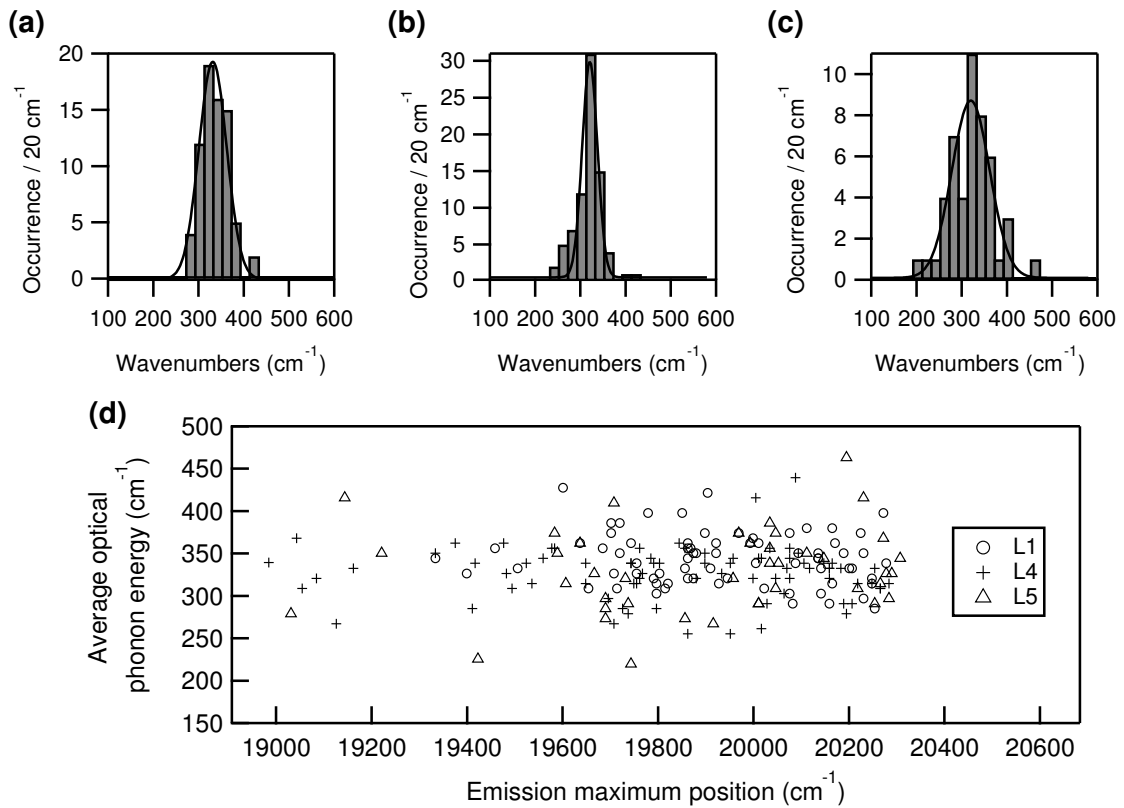 (a)
20
15
10
5
0
Occurrence / 20 cm⁻¹
100 200 300 400 500 600
Wavenumbers (cm⁻¹)
(b)
30
25
20
15
10
5
0
Occurrence / 20 cm⁻¹
100 200 300 400 500 600
Wavenumbers (cm⁻¹)
(c)
10
8
6
4
2
0
Occurrence / 20 cm⁻¹
100 200 300 400 500 600
Wavenumbers (cm⁻¹)
(d)
500
450
400
350
300
250
200
150
Average optical
phonon energy (cm⁻¹)
L1
L4
L5
19000 19200 19400 19600 19800 20000 20200 20400 20600
Emission maximum position (cm⁻¹)